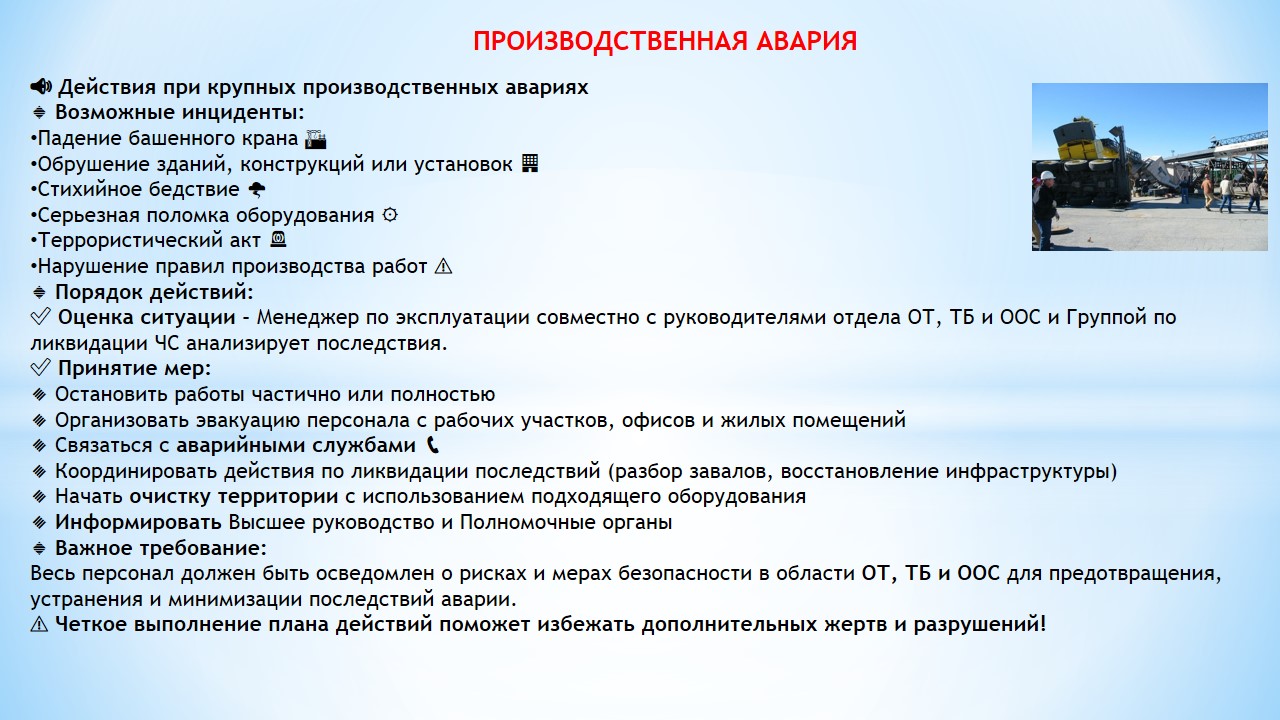 ПРОИЗВОДСТВЕННАЯ АВАРИЯ
📢 Действия при крупных производственных авариях
🔹 Возможные инциденты:
•Падение башенного крана 🏗
•Обрушение зданий, конструкций или установок 🏢
•Стихийное бедствие 🌪
•Серьезная поломка оборудования ⚙
•Террористический акт 🚨
•Нарушение правил производства работ ⚠
🔹 Порядок действий:
✅ Оценка ситуации – Менеджер по эксплуатации совместно с руководителями отдела ОТ, ТБ и ООС и Группой по
ликвидации ЧС анализирует последствия.
✅ Принятие мер:
🔸 Остановить работы частично или полностью
🔸 Организовать эвакуацию персонала с рабочих участков, офисов и жилых помещений
🔸 Связаться с аварийными службами 📞
🔸 Координировать действия по ликвидации последствий (разбор завалов, восстановление инфраструктуры)
🔸 Начать очистку территории с использованием подходящего оборудования
🔸 Информировать Высшее руководство и Полномочные органы
🔹 Важное требование:
Весь персонал должен быть осведомлен о рисках и мерах безопасности в области ОТ, ТБ и ООС для предотвращения,
устранения и минимизации последствий аварии.
⚠ Четкое выполнение плана действий поможет избежать дополнительных жертв и разрушений!